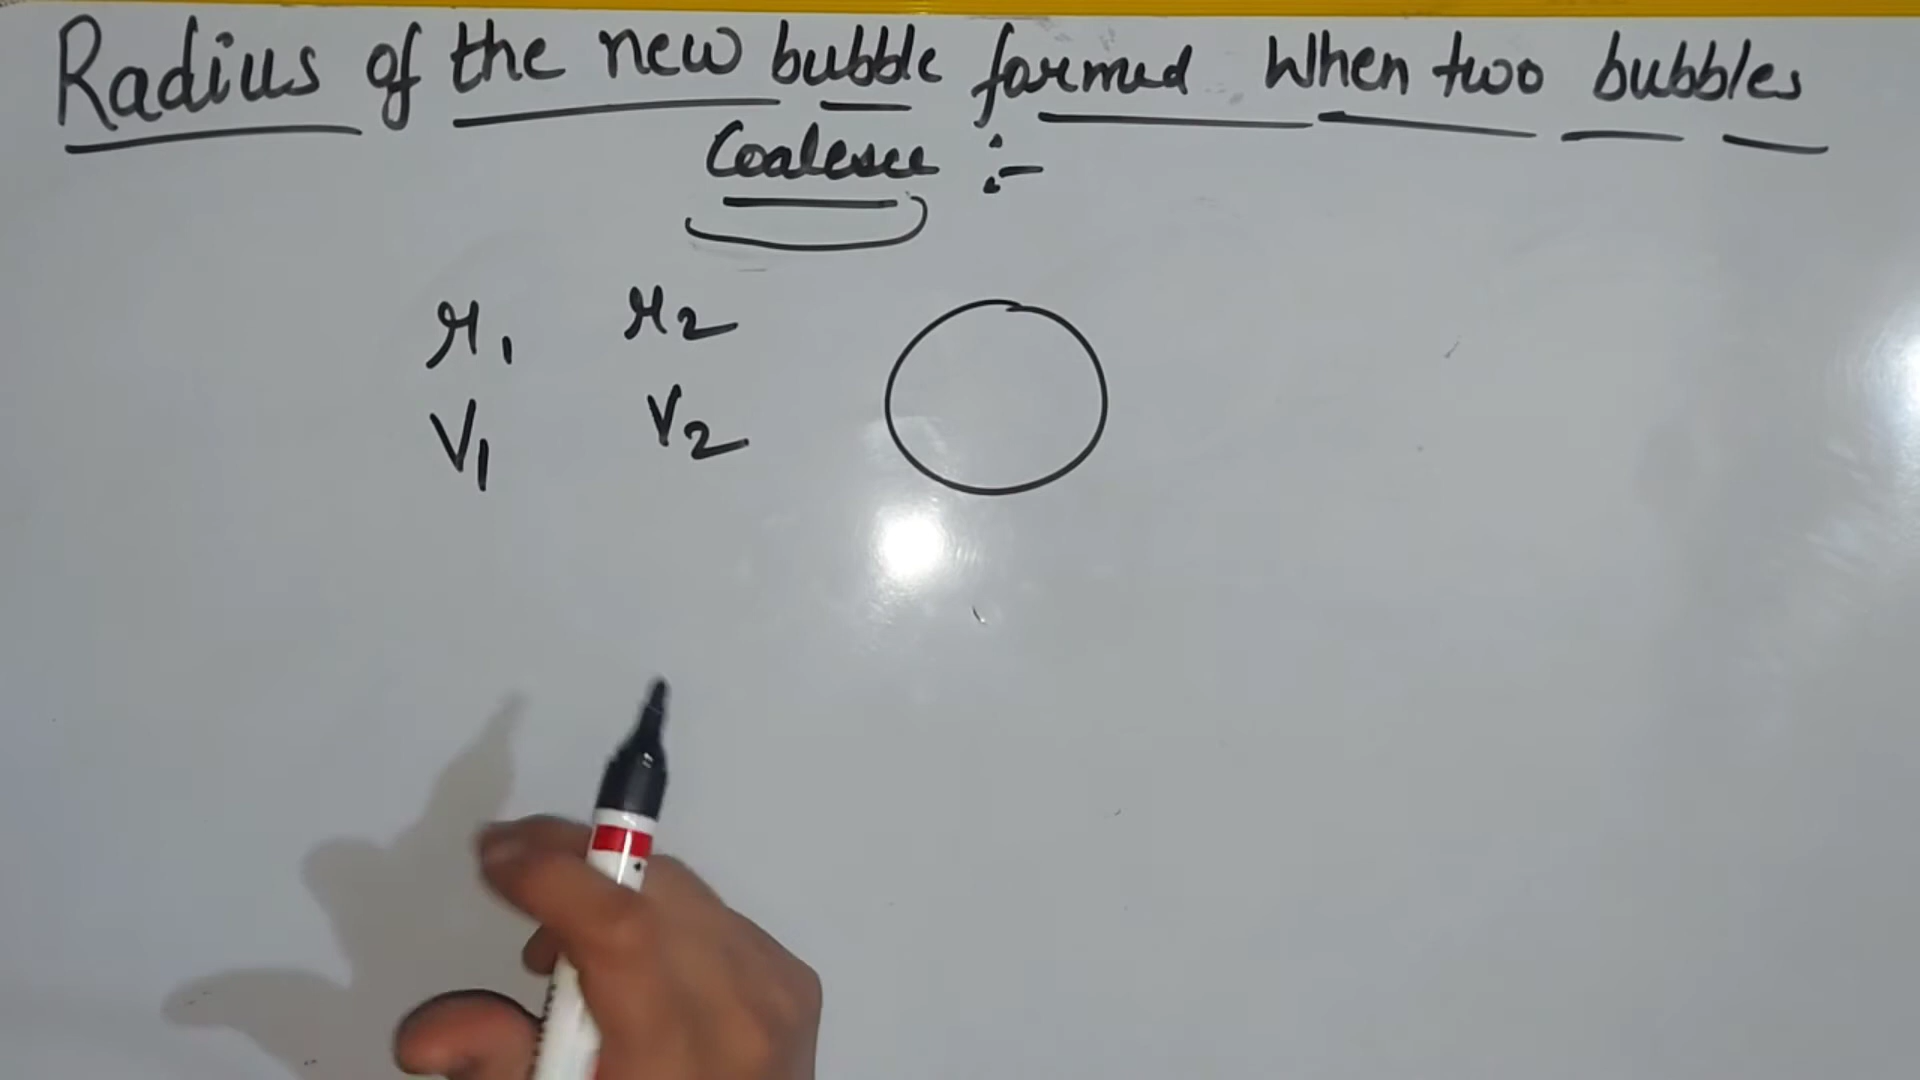 Radius of the new bubble formed When two bubbles
Coalesce :-
r1 r2
V1 V2